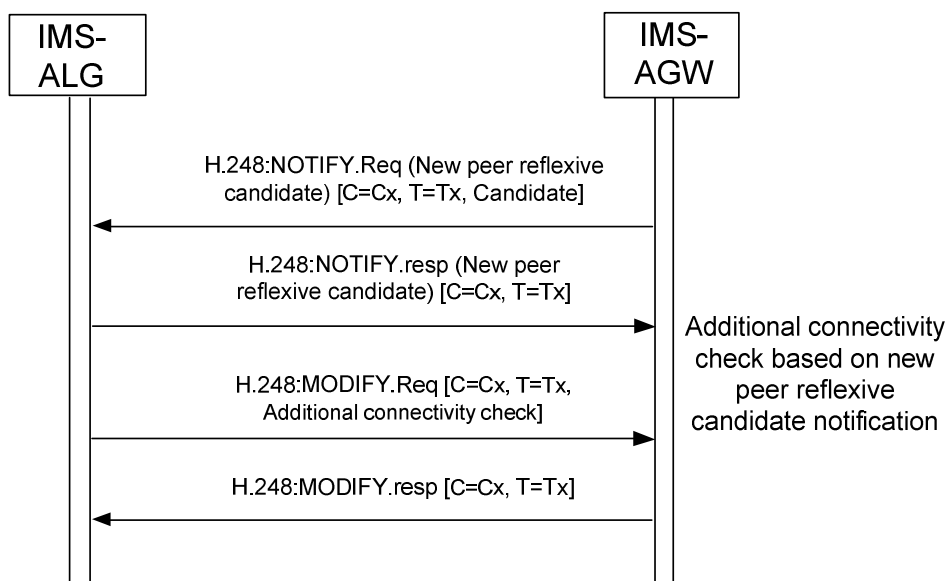 IMS-
ALG
IMS-
AGW
H.248:NOTIFY.Req (New peer reflexive
candidate) [C=Cx, T=Tx, Candidate]
H.248:NOTIFY.resp (New peer
reflexive candidate) [C=Cx, T=Tx]
Additional connectivity
check based on new
peer reflexive
candidate notification
H.248:MODIFY.Req [C=Cx, T=Tx,
Additional connectivity check]
H.248:MODIFY.resp [C=Cx, T=Tx]